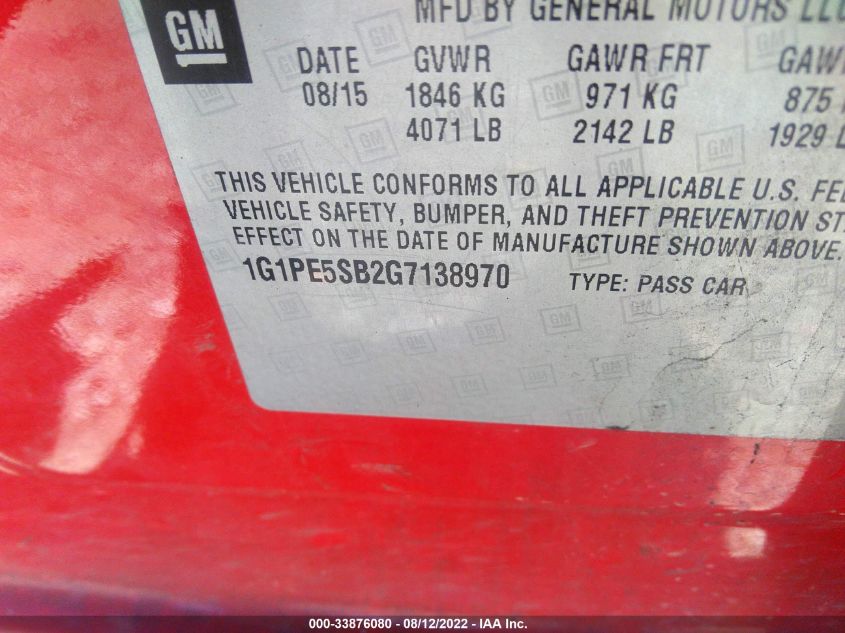 GM
MFD BY GENERAL MOTORS LLC
DATE GVWR GAWR FRT GAW
08/15 1846 KG 971 KG 875
4071 LB 2142 LB 1929 L
THIS VEHICLE CONFORMS TO ALL APPLICABLE U.S. FE
VEHICLE SAFETY, BUMPER, AND THEFT PREVENTION ST
EFFECT ON THE DATE OF MANUFACTURE SHOWN ABOVE.
1G1PE5SB2G7138970 TYPE: PASS CAR
000-33876080 - 08/12/2022 - IAA Inc.